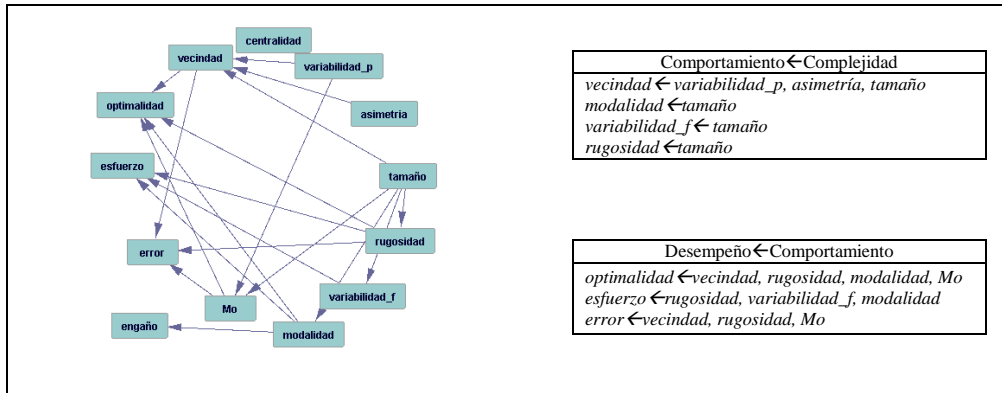 centralidad
vecindad
variabilidad_p
optimalidad
asimetria
esfuerzo
tamaño
rugosidad
error
variabilidad_f
Mo
engaño
modalidad
Comportamiento←Complejidad
vecindad← variabilidad_p, asimetría, tamaño
modalidad←tamaño
variabilidad_f← tamaño
rugosidad←tamaño
Desempeño←Comportamiento
optimalidad←vecindad, rugosidad, modalidad, Mo
esfuerzo←rugosidad, variabilidad_f, modalidad
error←vecindad, rugosidad, Mo